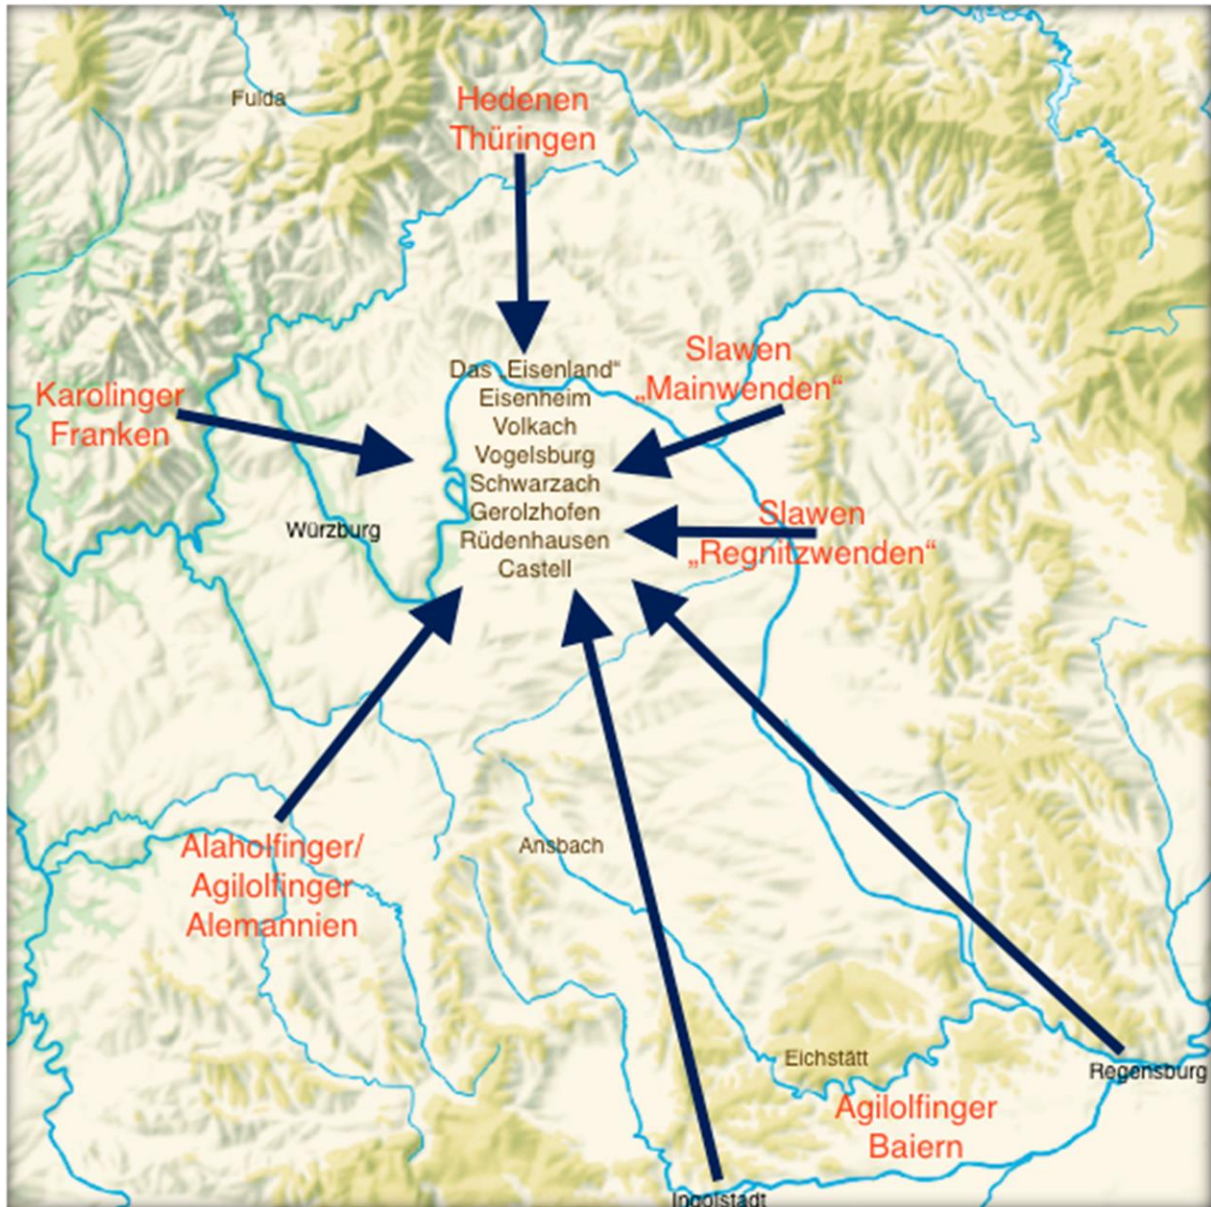 Fulda
Hedenen
Thüringen
Slawen
„Mainwenden“
Karolinger
Franken
Das „Eisenland“
Eisenheim
Volkach
Vogelsburg
Schwarzach
Gerolzhofen
Rüdenhausen
Castell
Würzburg
Slawen
„Regnitzwenden“
Alaholfinger/
Agilolfinger
Alemannien
Ansbach
Eichstätt
Regensburg
Agilolfinger
Baiern
Ingolstadt